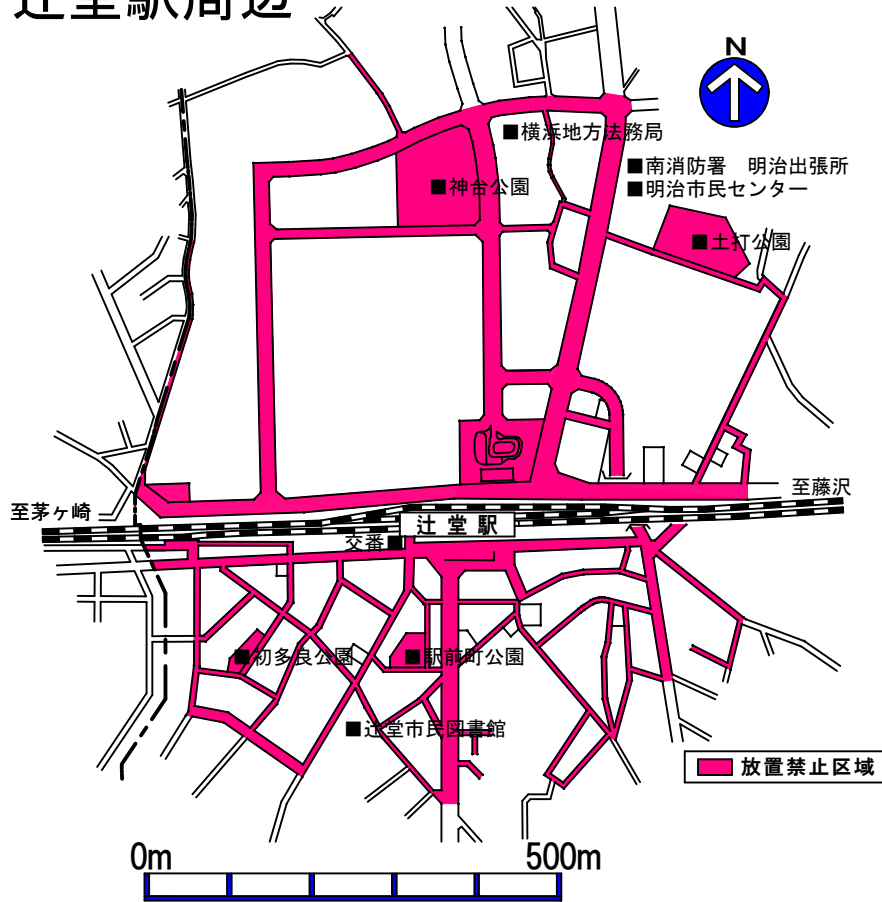 辻堂駅周辺
N
■横浜地方法務局
■南消防署 明治出張所
■神台公園
■明治市民センター
■土打公園
至藤沢
至茅ヶ崎
辻堂駅
交番■
■初多良公園
■駅前町公園
■辻堂市民図書館
放置禁止区域
0m
500m